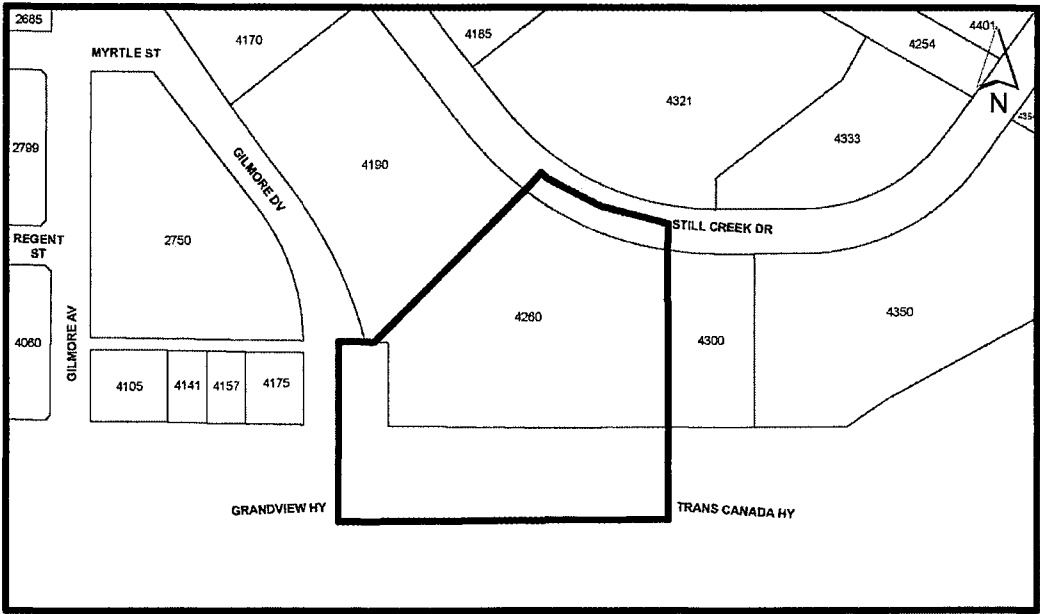 2685
MYRTLE ST
4170
4185
4401
4254
4321
2799
4333
4190
GILMORE DV
N
REGENT
ST
2750
STILL CREEK DR
4060
GILMORE AV
4260
4300
4350
4105
4141
4157
4175
GRANDVIEW HY
TRANS CANADA HY